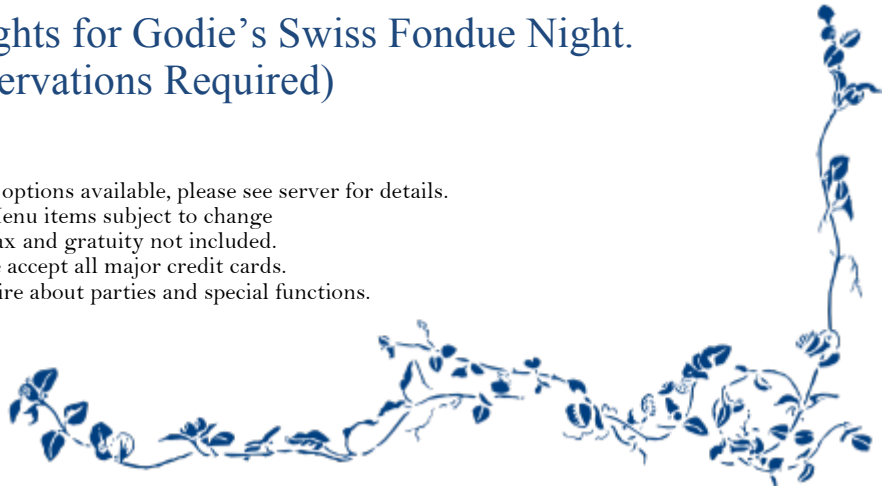 ghts for Godie’s Swiss Fondue Night.
ervations Required)
options available, please see server for details.
enu items subject to change
ax and gratuity not included.
accept all major credit cards.
ire about parties and special functions.